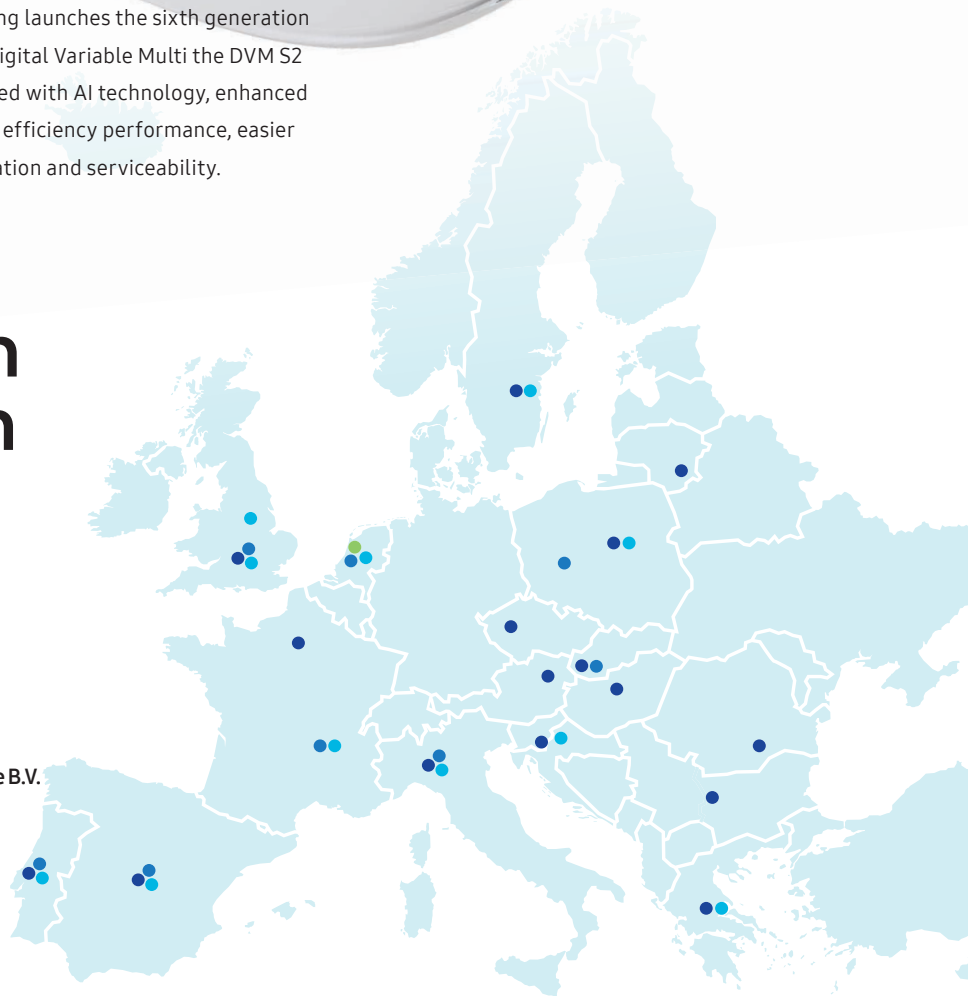 ng launches the sixth generation
igital Variable Multi the DVM S2
ed with AI technology, enhanced
efficiency performance, easier
ation and serviceability.
n
n
e B.V.